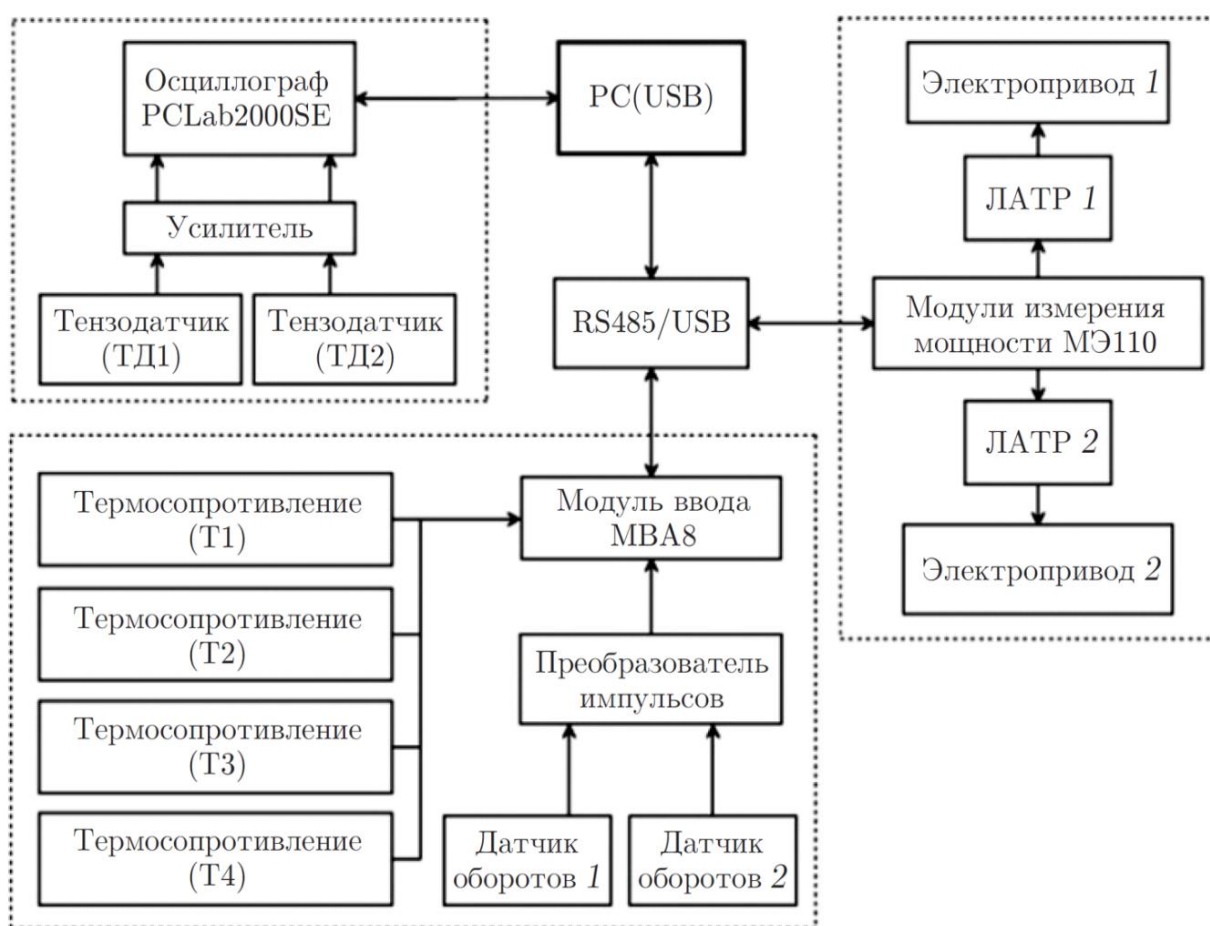 Осциллограф
PCLab2000SE
PC(USB)
Электропривод 1
ЛАТР 1
Усилитель
Тензодатчик
(ТД1)
Тензодатчик
(ТД2)
RS485/USB
Модули измерения
мощности МЭ110
ЛАТР 2
Электропривод 2
Термосопротивление
(Т1)
Термосопротивление
(Т2)
Термосопротивление
(Т3)
Термосопротивление
(Т4)
Модуль ввода
МВА8
Преобразователь
импульсов
Датчик
оборотов 1
Датчик
оборотов 2